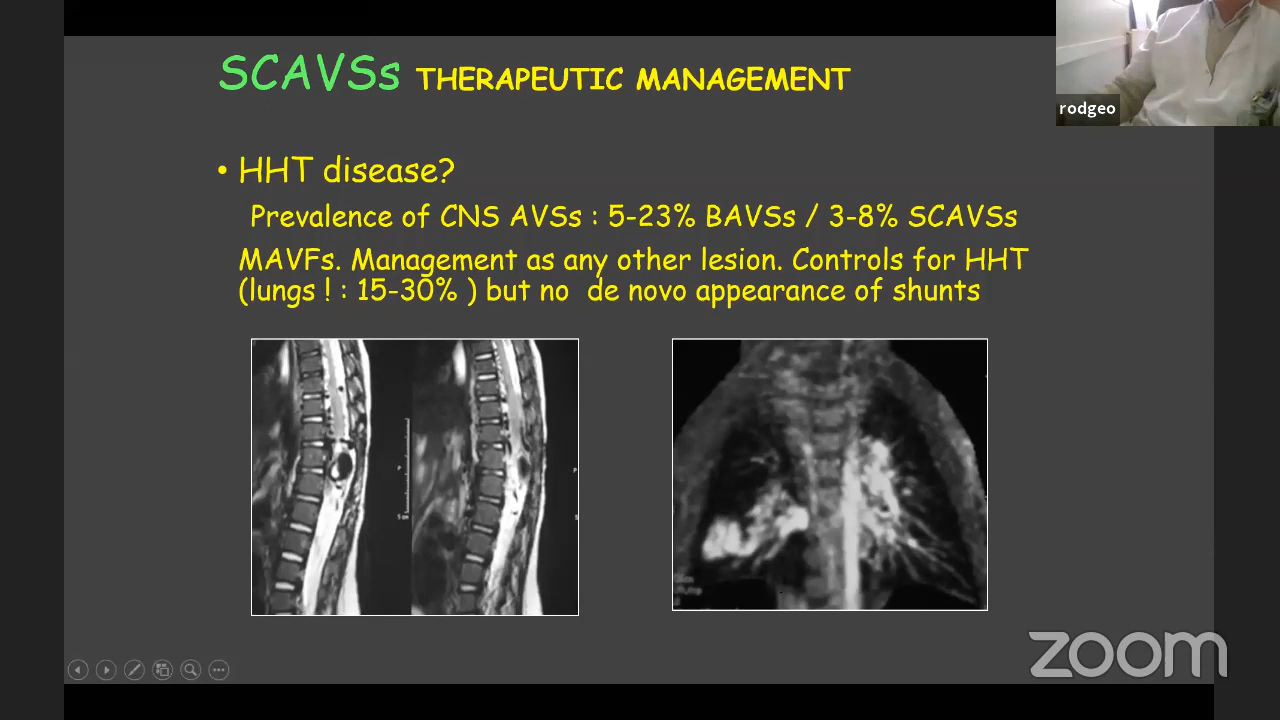 rodgeo
SCAVSs THERAPEUTIC MANAGEMENT
• HHT disease?
Prevalence of CNS AVSs : 5-23% BAVSs / 3-8% SCAVSs
MAVFs. Management as any other lesion. Controls for HHT
(lungs ! : 15-30% ) but no de novo appearance of shunts
zoom